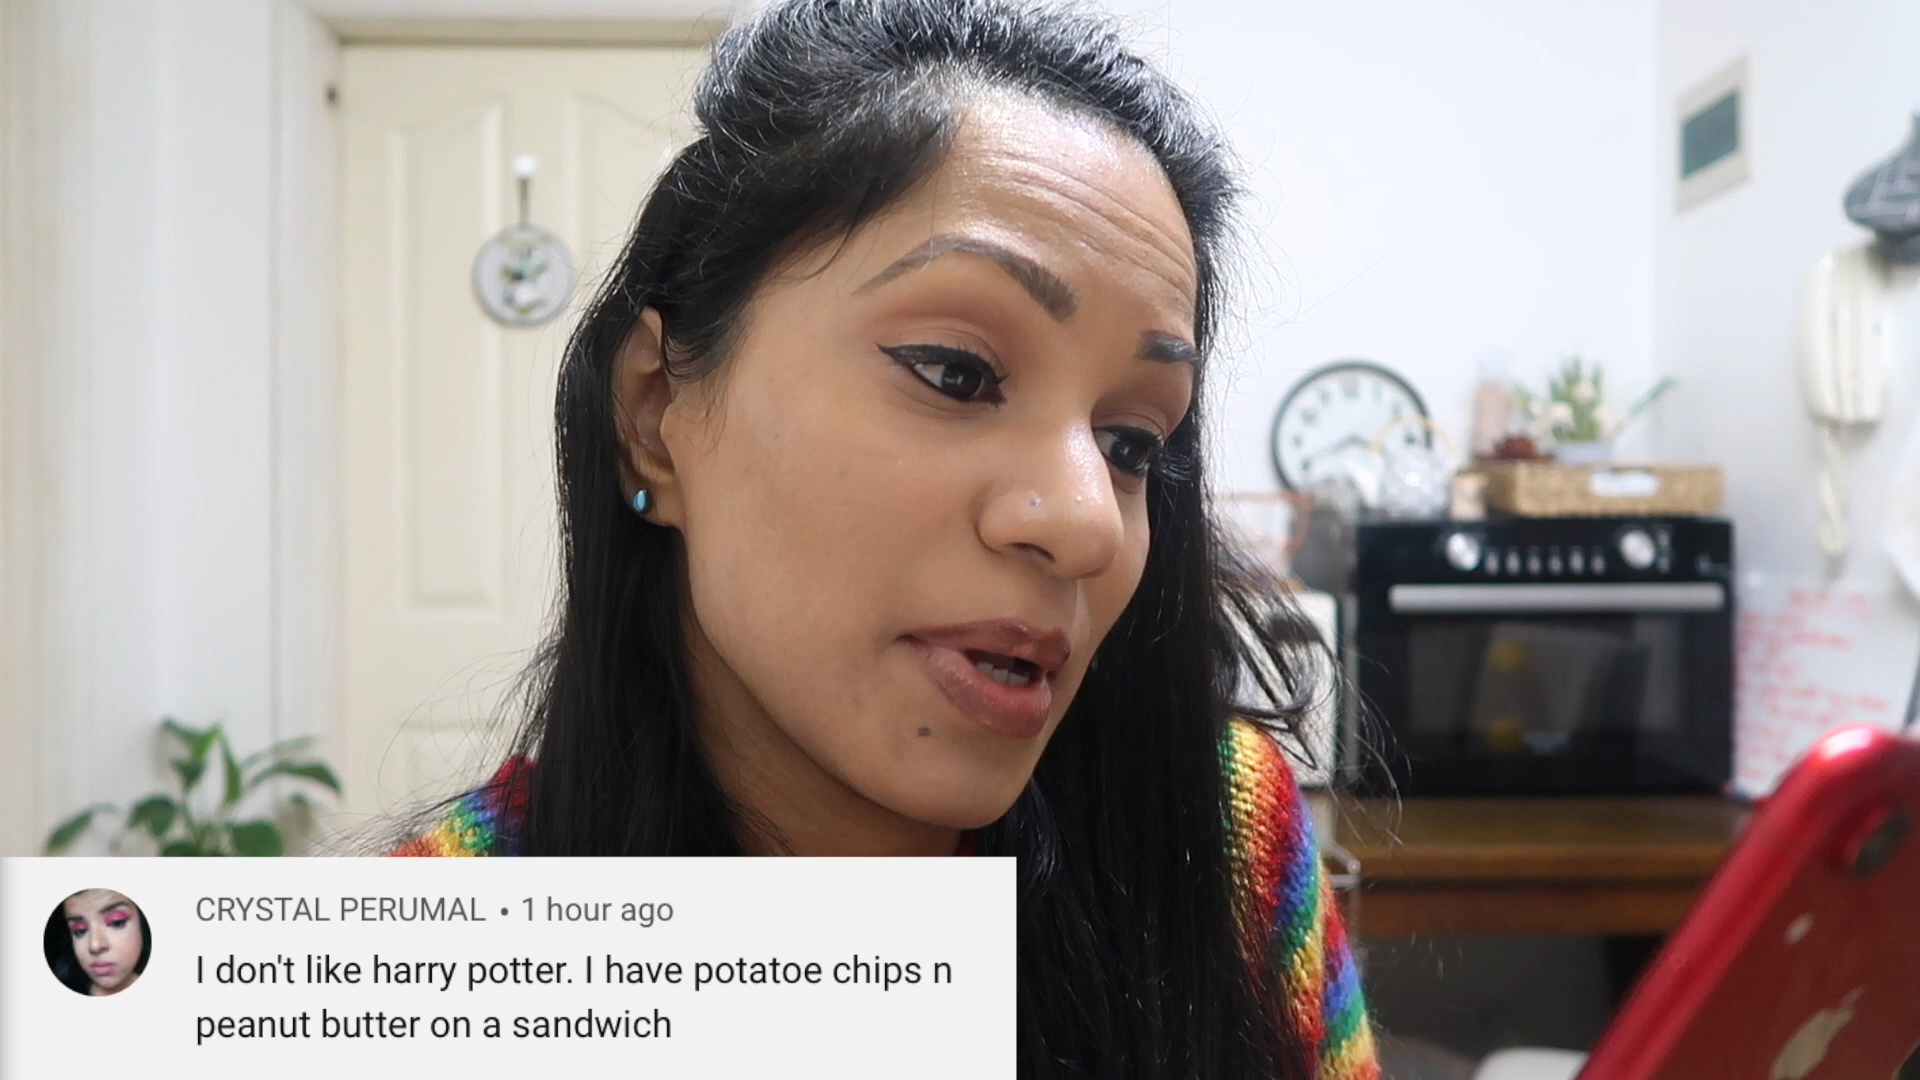 CRYSTAL PERUMAL • 1 hour ago
I don't like harry potter. I have potatoe chips n
peanut butter on a sandwich